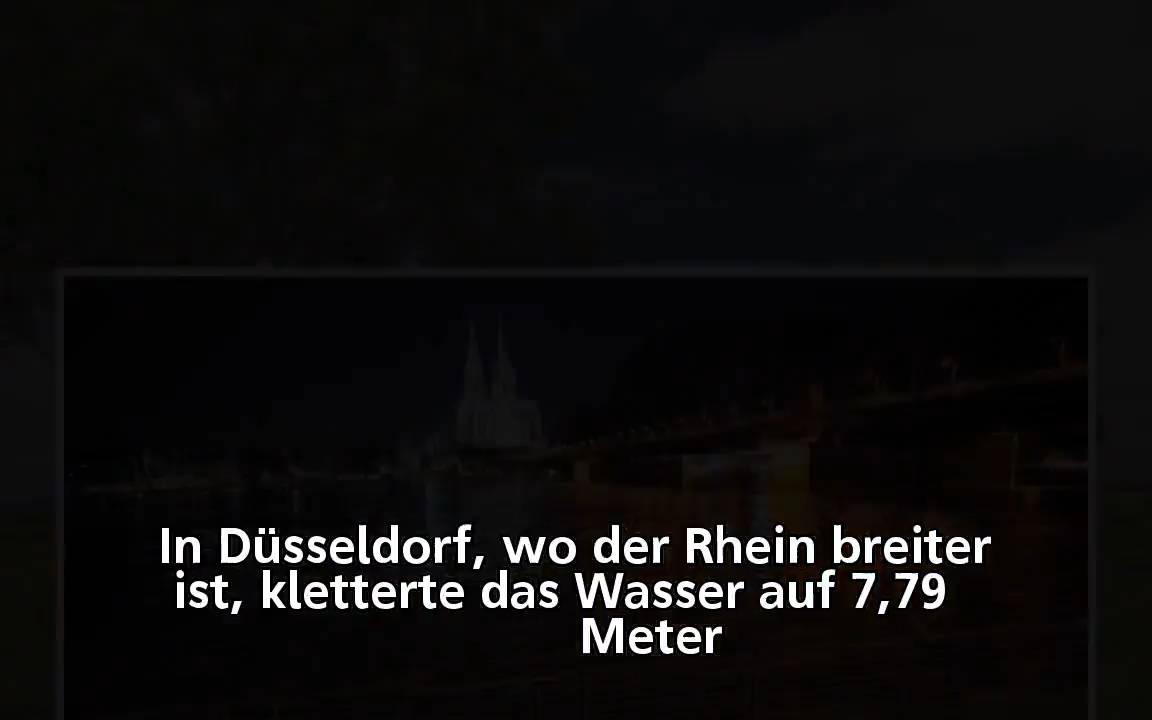 In Düsseldorf, wo der Rhein breiter
ist, kletterte das Wasser auf 7,79
Meter